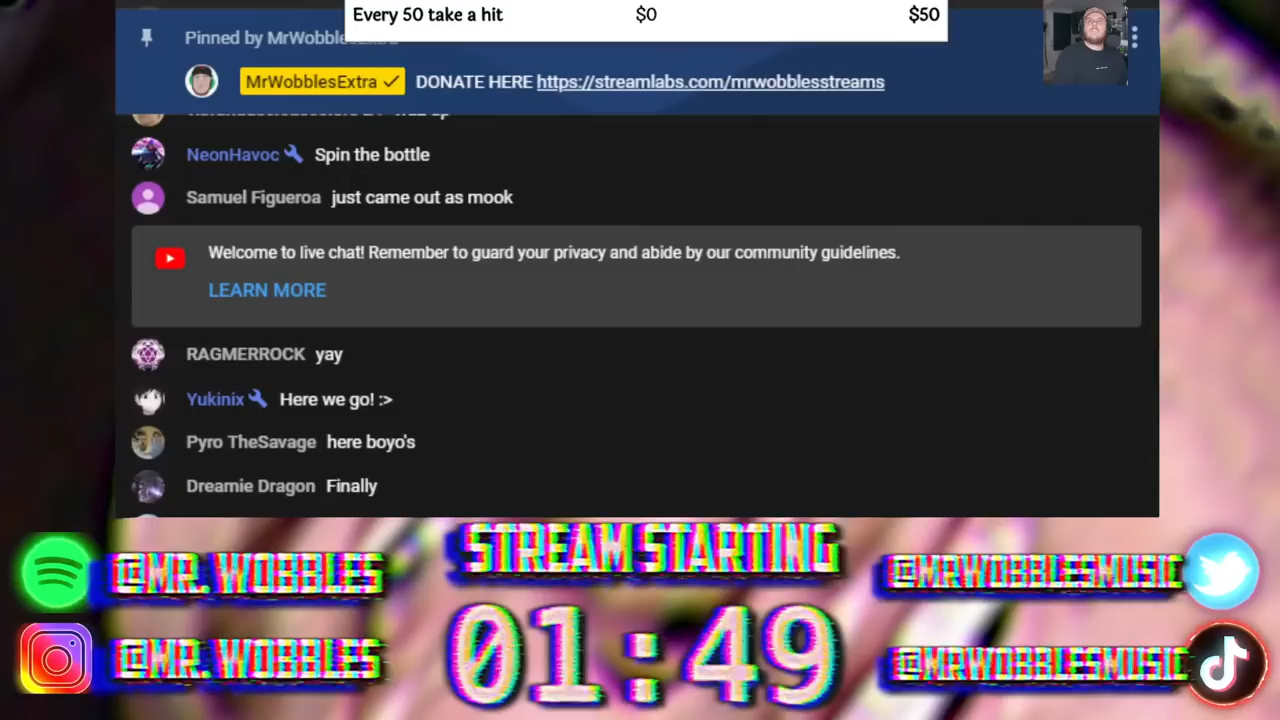 Every 50 take a hit $0 $50
Pinned by MrWobblesExtra
MrWobblesExtra DONATE HERE https://streamlabs.com/mrwobblesstreams
NeonHavoc Spin the bottle
Samuel Figueroa just came out as mook
Welcome to live chat! Remember to guard your privacy and abide by our community guidelines.
LEARN MORE
RAGMERROCK yay
Yukinix Here we go! :>
Pyro TheSavage here boyo's
Dreamie Dragon Finally
STREAM STARTING
@MR. WOBBLES
@MRWOBBLESMUSIC
01:49
@MR. WOBBLES
@MRWOBBLESMUSIC